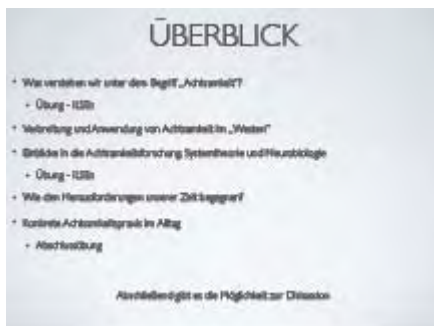 ÜBERBLICK
Was verstehen wir unter dem Begriff „Achtsamkeit“?
Übung -
Verbreitung und Anwendung von Achtsamkeit im „Westen“
Einblicke in die Achtsamkeitsforschung, Systemtheorie und Neurobiologie
Übung -
Wie den Herausforderungen unserer Zeit begegnen?
Konkrete Achtsamkeitspraxis im Alltag
Abschlussübung
Abschließend gibt es die Möglichkeit zur Diskussion